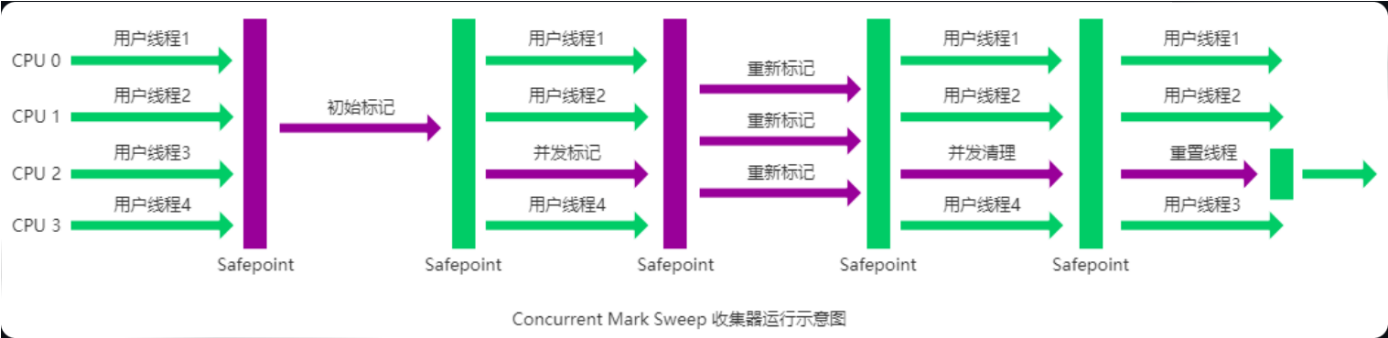 用户线程1 用户线程1 用户线程1 用户线程1
CPU 0 重新标记
用户线程2 初始标记 用户线程2 用户线程2 用户线程2
CPU 1 重新标记
用户线程3 并发标记 并发清理 重置线程
CPU 2 重新标记
用户线程4 用户线程4 用户线程4 用户线程3
CPU 3
Safepoint Safepoint Safepoint Safepoint Safepoint
Concurrent Mark Sweep 收集器运行示意图